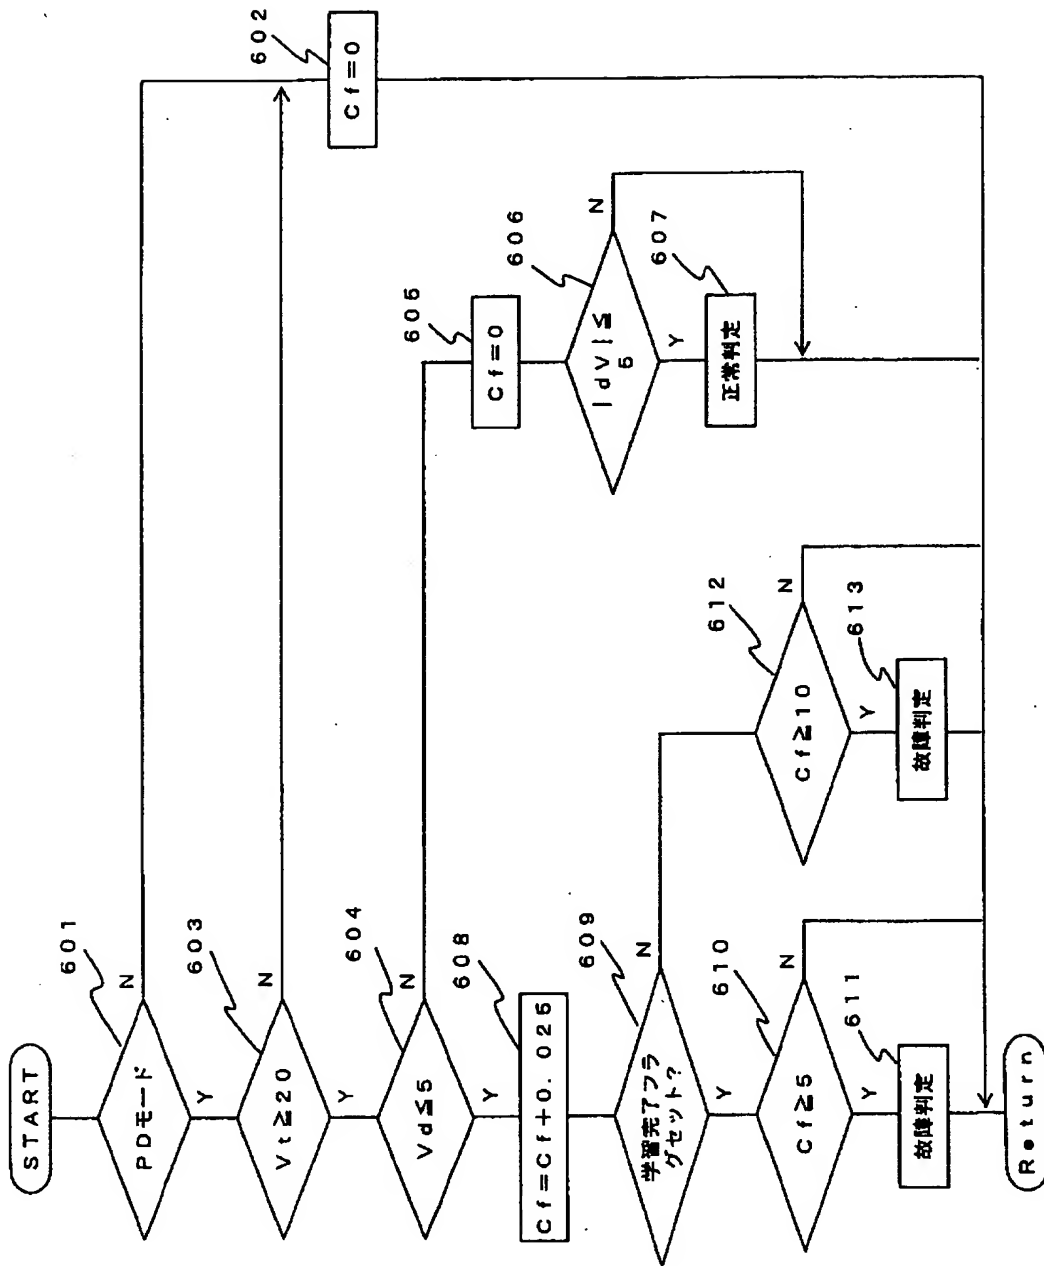 START
601
PDモード
N
Y
602
Cf=0
603
Vt≧20
N
Y
604
Vd≦5
N
Y
605
Cf=0
606
|dV|≦
5
N
Y
607
正常判定
608
Cf=Cf+0.025
609
学習完了フラ
グセット?
N
Y
610
Cf≧5
N
Y
611
故障判定
612
Cf≧10
N
Y
613
故障判定
Return